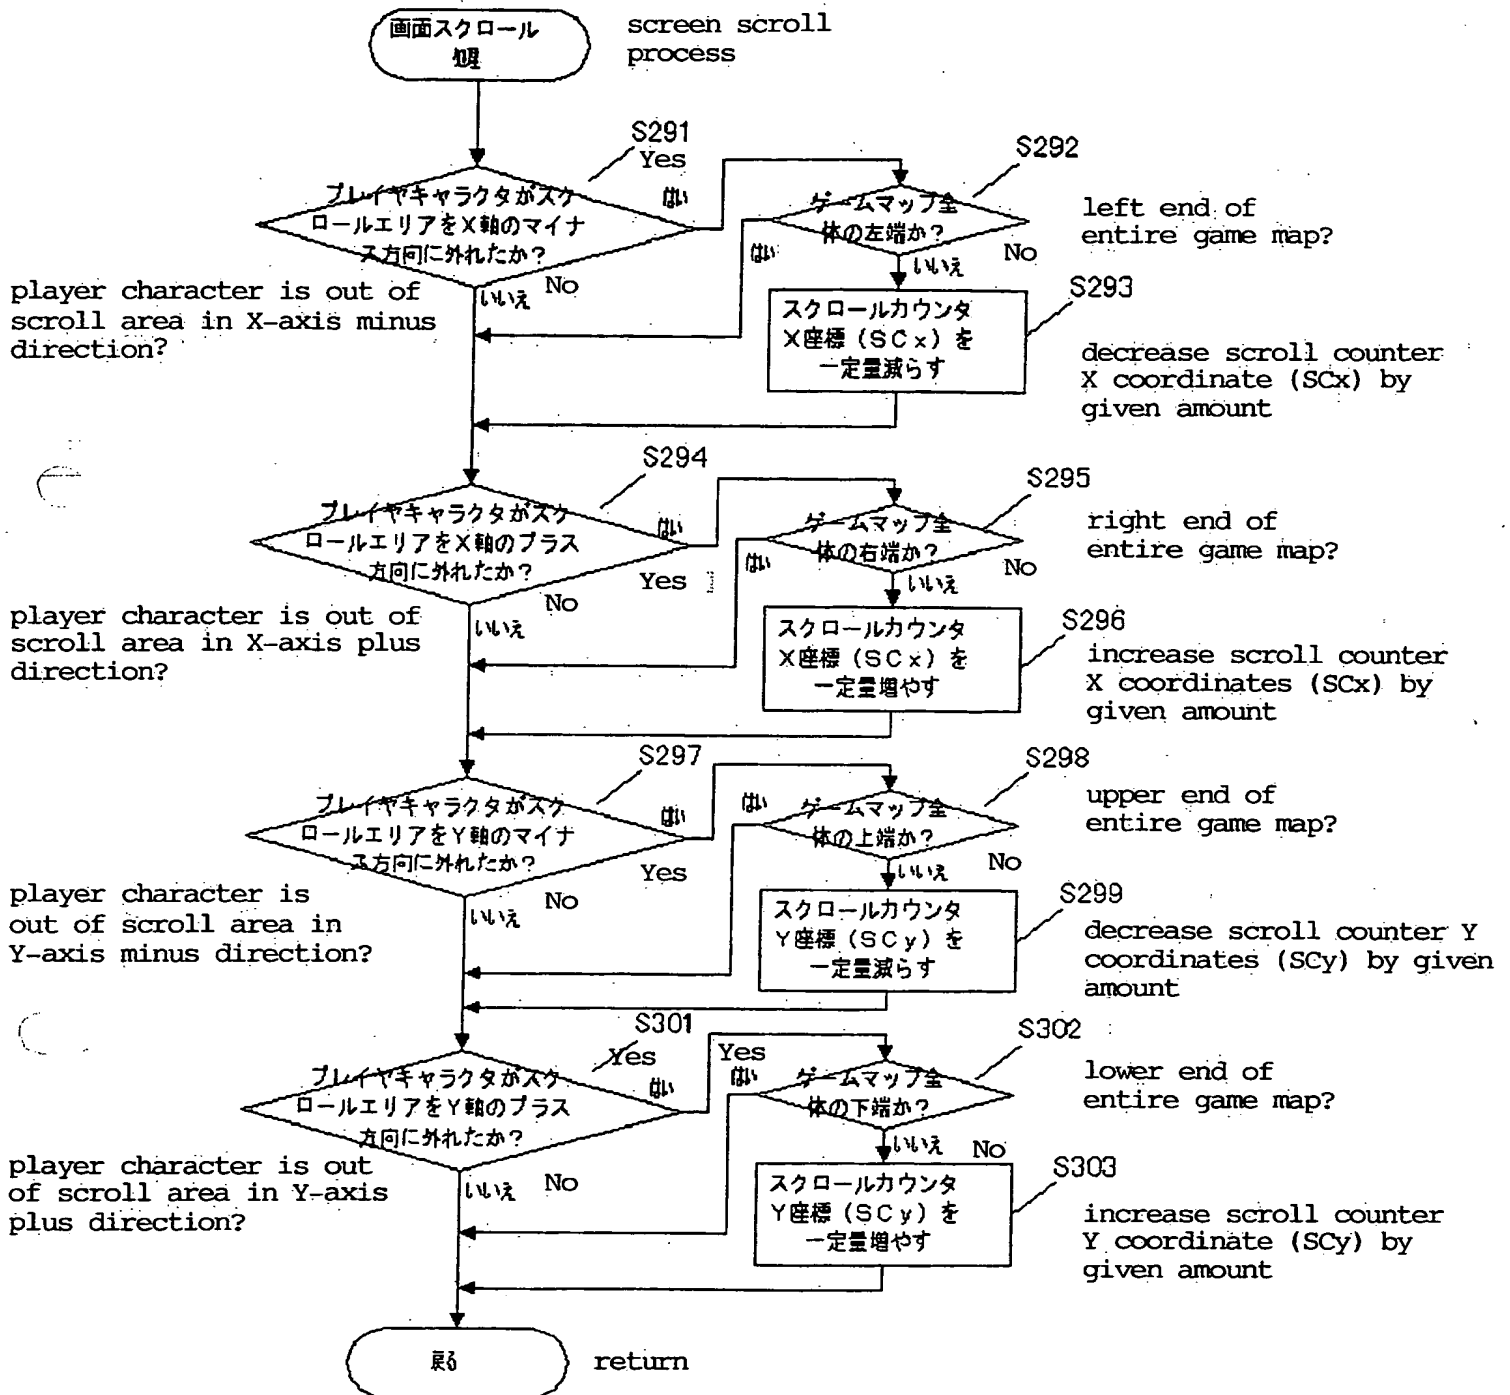 画面スクロール
処理
screen scroll
process
S291
Yes
はい
プレイヤキャラクタがスク
ロールエリアをX軸のマイナ
ス方向に外れたか?
No
いいえ
player character is out of
scroll area in X-axis minus
direction?
S292
ゲームマップ全
体の左端か?
はい
いいえ
No
left end of
entire game map?
S293
スクロールカウンタ
X座標(SCx)を
一定量減らす
decrease scroll counter
X coordinate (SCx) by
given amount
S294
プレイヤキャラクタがスク
ロールエリアをX軸のプラス
方向に外れたか?
はい
Yes
No
いいえ
player character is out of
scroll area in X-axis plus
direction?
S295
ゲームマップ全
体の右端か?
はい
いいえ
No
right end of
entire game map?
S296
スクロールカウンタ
X座標(SCx)を
一定量増やす
increase scroll counter
X coordinates (SCx) by
given amount
S297
プレイヤキャラクタがスク
ロールエリアをY軸のマイナ
ス方向に外れたか?
はい
Yes
No
いいえ
player character is
out of scroll area in
Y-axis minus direction?
S298
はい
ゲームマップ全
体の上端か?
いいえ
No
upper end of
entire game map?
S299
スクロールカウンタ
Y座標(SCy)を
一定量減らす
decrease scroll counter Y
coordinates (SCy) by given
amount
S301
Yes
はい
プレイヤキャラクタがスク
ロールエリアをY軸のプラス
方向に外れたか?
No
いいえ
player character is out
of scroll area in Y-axis
plus direction?
S302
Yes
はい
ゲームマップ全
体の下端か?
いいえ
No
lower end of
entire game map?
S303
スクロールカウンタ
Y座標(SCy)を
一定量増やす
increase scroll counter
Y coordinate (SCy) by
given amount
戻る
return